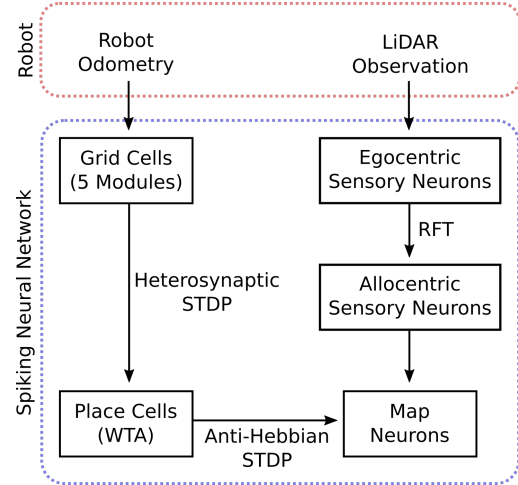 Robot
Robot
Odometry
LiDAR
Observation
Spiking Neural Network
Grid Cells
(5 Modules)
Egocentric
Sensory Neurons
RFT
Heterosynaptic
STDP
Allocentric
Sensory Neurons
Place Cells
(WTA)
Anti-Hebbian
STDP
Map
Neurons